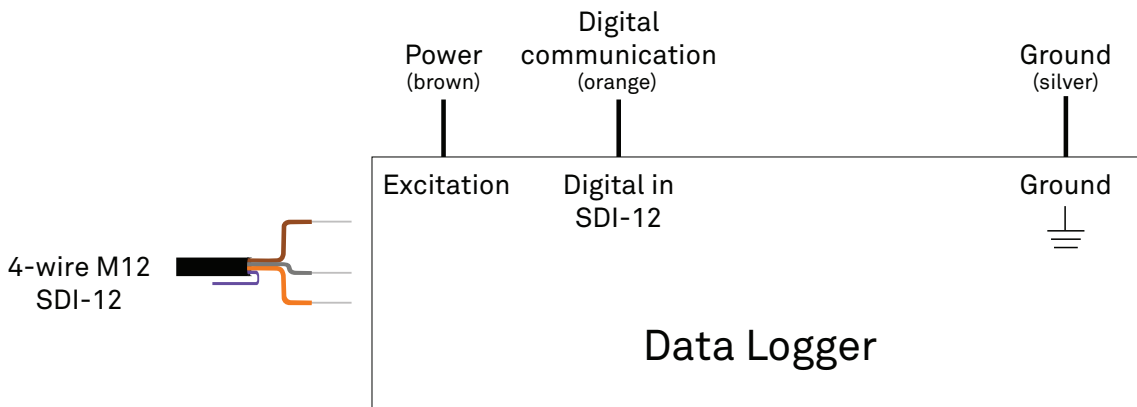 Power
(brown)
Digital
communication
(orange)
Ground
(silver)
Excitation
Digital in
SDI-12
Ground
4-wire M12
SDI-12
Data Logger